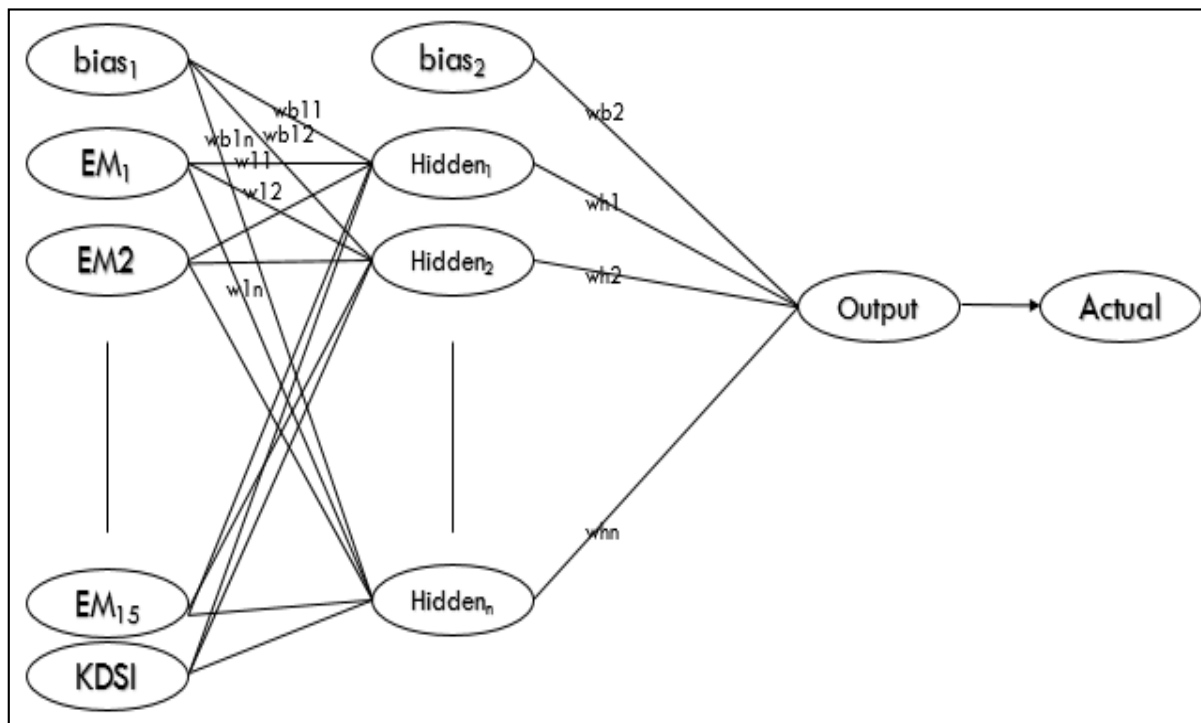 bias₁
bias₂
wb11
wb2
wb1n
wb12
EM₁
w11
Hidden₁
w12
wh1
EM2
Hidden₂
wh2
w1n
Output
Actual
whn
EM₁₅
Hiddenₙ
KDSI